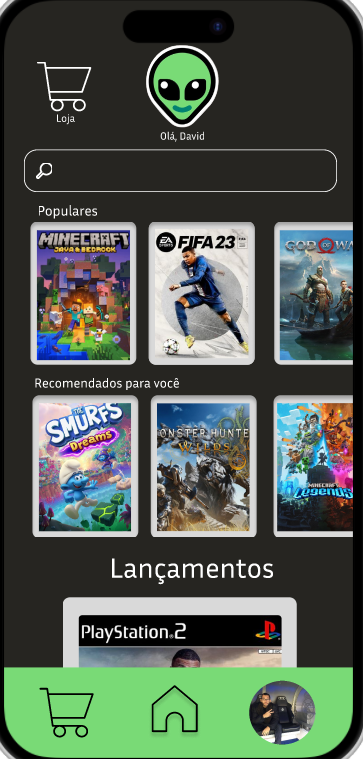 Loja
Olá, David
Populares
MINECRAFT
JAVA & BEDROCK
EA SPORTS FIFA 23
GOD OF WA
Recomendados para você
THE SMURFS
Dreams
ONSTER HUNTE
WILDS
MINECRAFT
Legends
Lançamentos
PlayStation.2